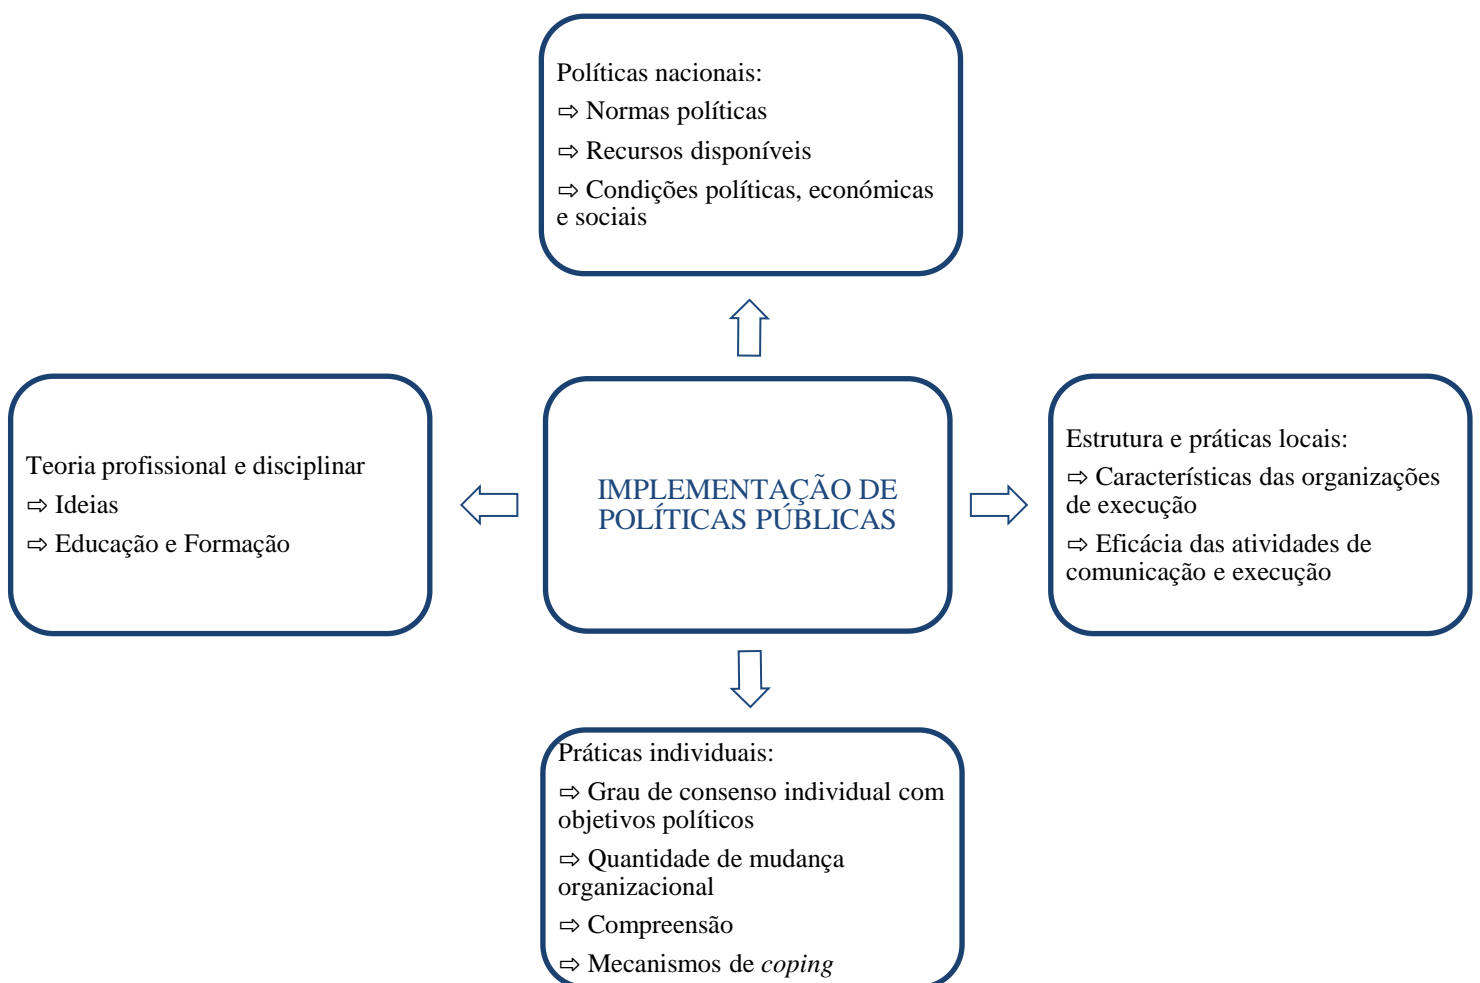 Políticas nacionais:
⇨ Normas políticas
⇨ Recursos disponíveis
⇨ Condições políticas, económicas
e sociais
Teoria profissional e disciplinar
⇨ Ideias
⇨ Educação e Formação
IMPLEMENTAÇÃO DE
POLÍTICAS PÚBLICAS
Estrutura e práticas locais:
⇨ Características das organizações
de execução
⇨ Eficácia das atividades de
comunicação e execução
Práticas individuais:
⇨ Grau de consenso individual com
objetivos políticos
⇨ Quantidade de mudança
organizacional
⇨ Compreensão
⇨ Mecanismos de coping